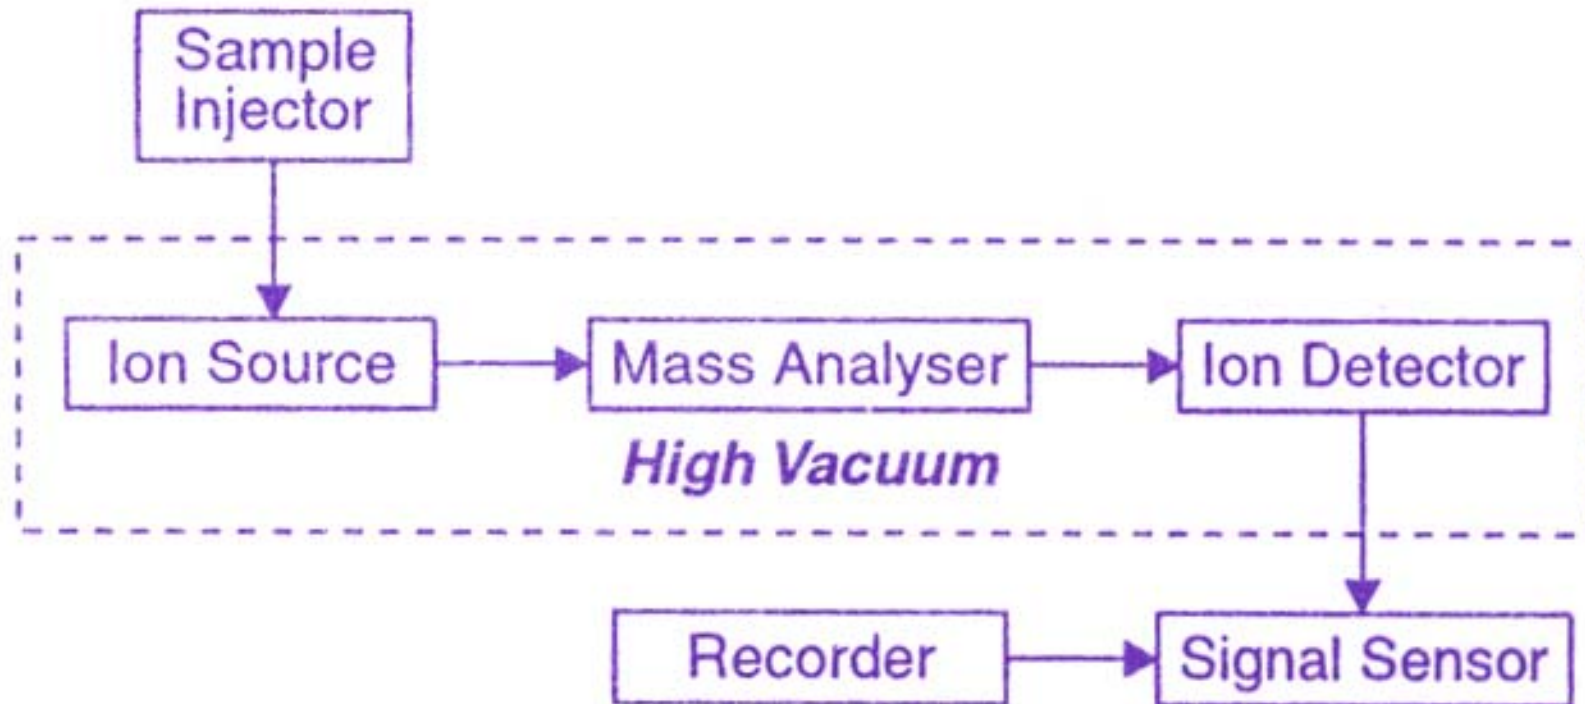 Sample
Injector
Ion Source
Mass Analyser
Ion Detector
High Vacuum
Recorder
Signal Sensor